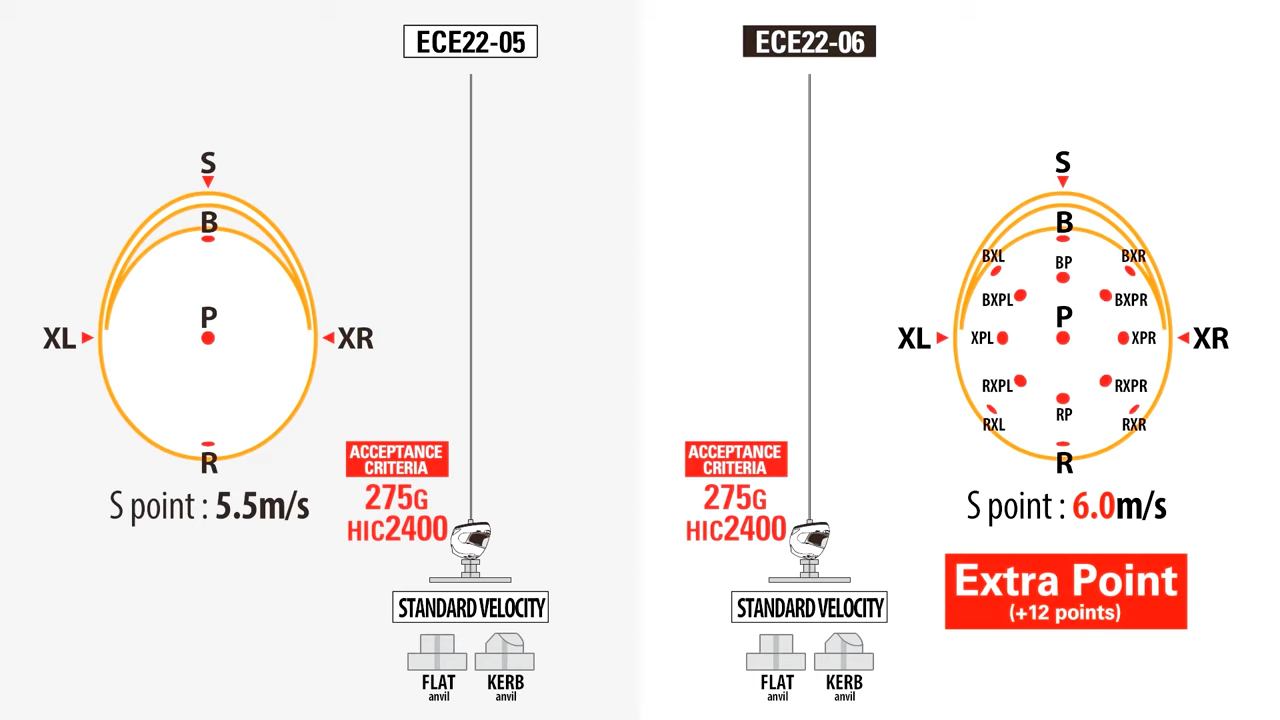 ECE22-05
S
B
P
XL
XR
R
S point : 5.5m/s
ACCEPTANCE
CRITERIA
275G
HIC2400
STANDARD VELOCITY
FLAT
anvil
KERB
anvil
ECE22-06
S
B
BXL
BP
BXR
BXPL
BXPR
P
XL
XPL
XPR
XR
RXPL
RXPR
RP
RXL
RXR
R
S point : 6.0m/s
ACCEPTANCE
CRITERIA
275G
HIC2400
Extra Point
(+12 points)
STANDARD VELOCITY
FLAT
anvil
KERB
anvil